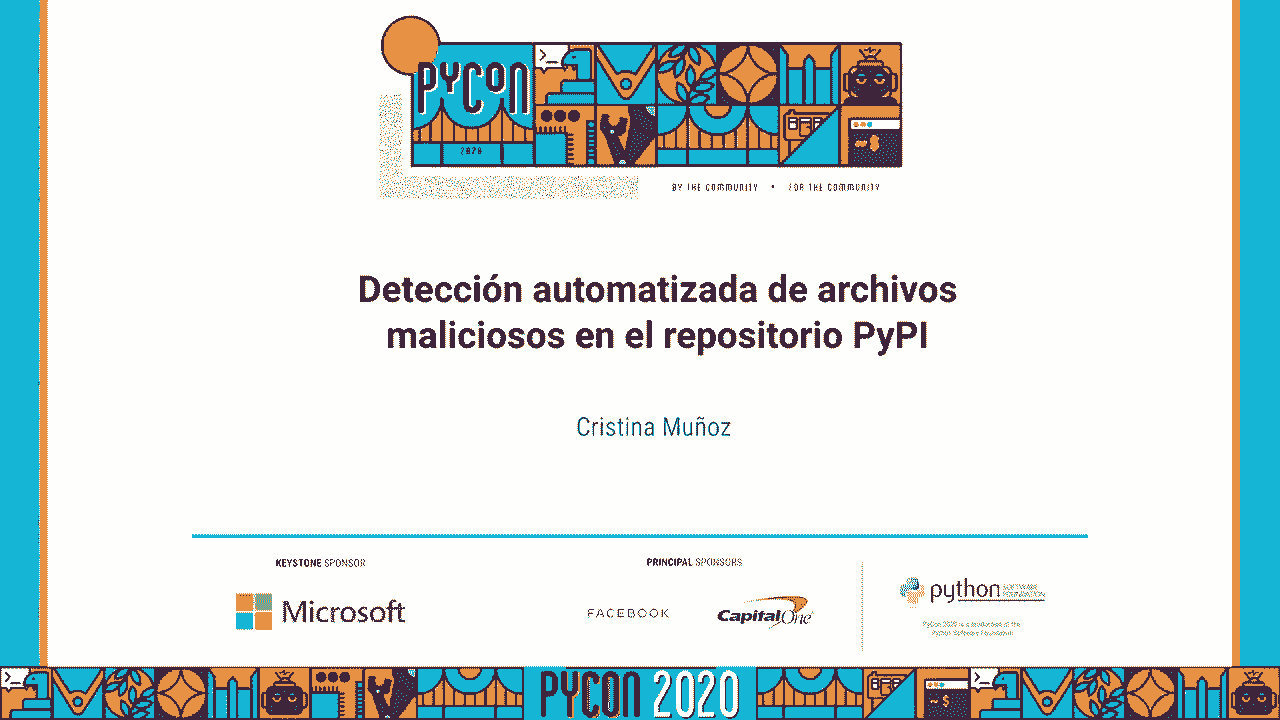 PYCON
2020
BY THE COMMUNITY • FOR THE COMMUNITY
Detección automatizada de archivos
maliciosos en el repositorio PyPI
Cristina Muñoz
KEYSTONE SPONSOR
PRINCIPAL SPONSORS
Microsoft
FACEBOOK
CapitalOne
python
SOFTWARE
FOUNDATION
PyCon 2020 is a production of the
Python Software Foundation
PYCON 2020